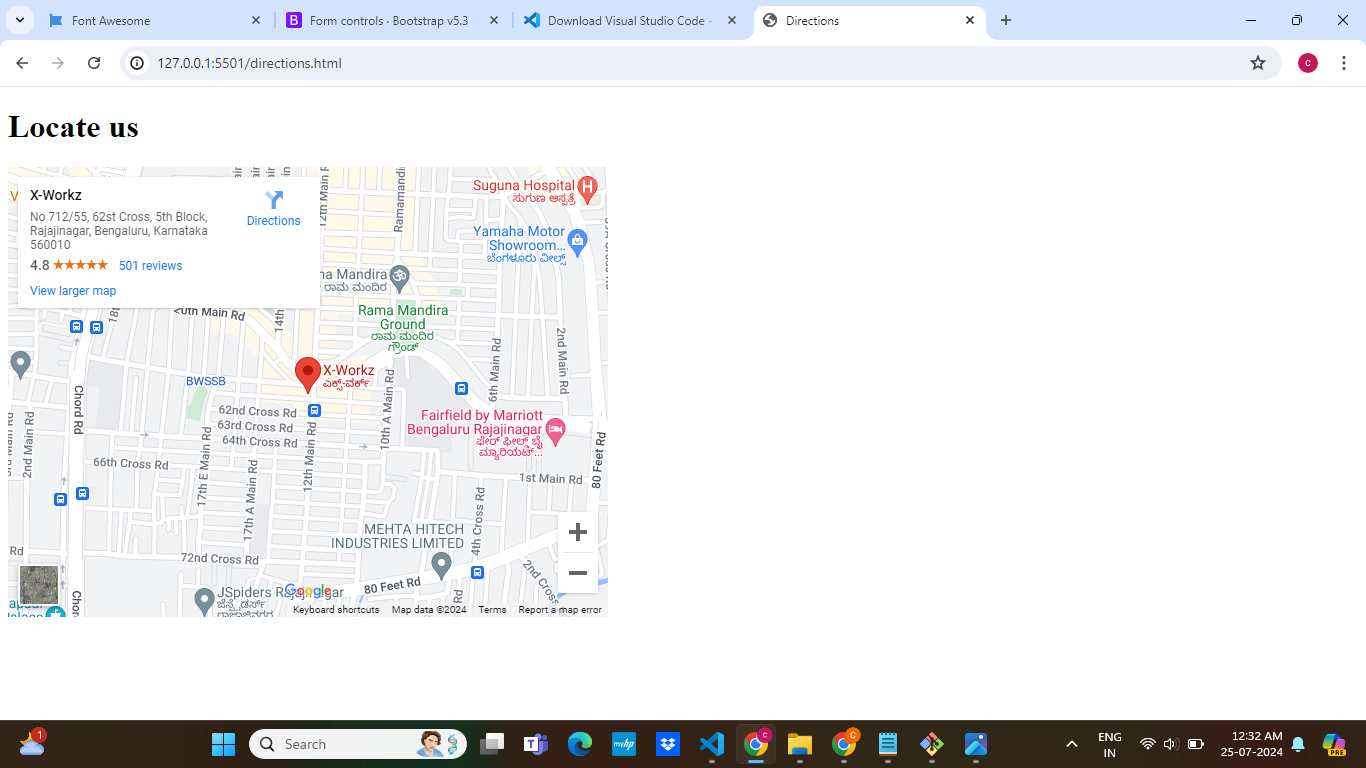 Font Awesome
Form controls · Bootstrap v5.3
Download Visual Studio Code -
Directions
127.0.0.1:5501/directions.html
c
Locate us
X-Workz
Directions
No 712/55, 62st Cross, 5th Block,
Rajajinagar, Bengaluru, Karnataka
560010
4.8 ★★★★★ 501 reviews
View larger map
12th Main Rd
Ramamandi
Suguna Hospital
ಸುಗುಣ ಆಸ್ಪತ್ರೆ
Yamaha Motor
Showroom...
ಬೆಂಗಳೂರು ವೀಲ್ಸ್
na Mandira
ರಾಮ ಮಂದಿರ
Rama Mandira
Ground
ರಾಮ ಮಂದಿರ
ಗ್ರೌಂಡ್
20th Main Rd
14th
18th
2nd Main Rd
6th Main Rd
X-Workz
ಎಕ್ಸ್-ವರ್ಕ್
BWSSB
Chord Rd
10th A Main Rd
62nd Cross Rd
63rd Cross Rd
64th Cross Rd
Fairfield by Marriott
Bengaluru Rajajinagar
ಫೇರ್ ಫೀಲ್ಡ್ ಬೈ
ಮ್ಯಾರಿಯಟ್...
2nd Main Rd
66th Cross Rd
17th E Main Rd
12th Main Rd
80 Feet Rd
1st Main Rd
17th A Main Rd
4th Cross Rd
MEHTA HITECH
INDUSTRIES LIMITED
Rd
72nd Cross Rd
80 Feet Rd
2nd Cross
JSpiders Rajajinagar
Google
Keyboard shortcuts
Map data ©2024
Terms
Report a map error
1
Search
ENG
IN
12:32 AM
25-07-2024
PRE